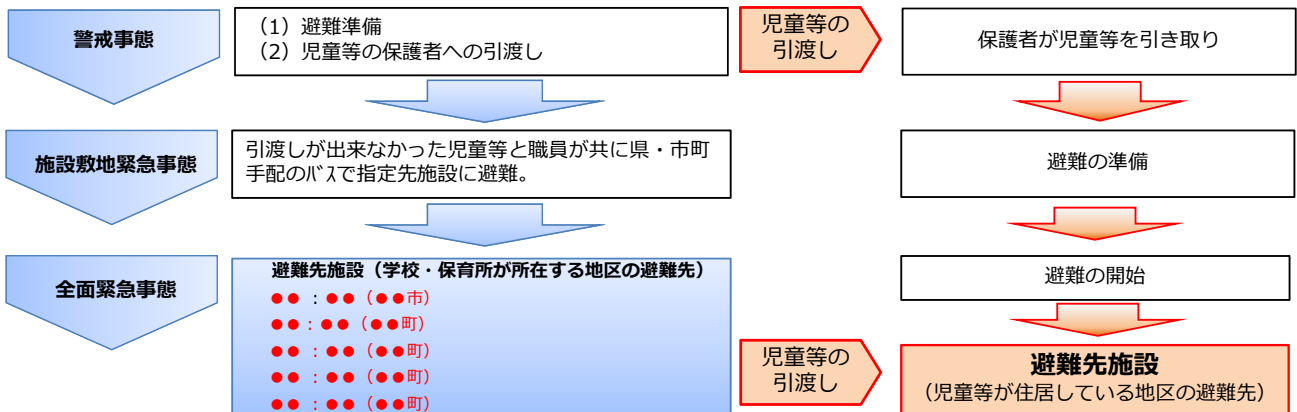 警戒事態
(1)避難準備
(2)児童等の保護者への引渡し
児童等の
引渡し
保護者が児童等を引き取り
施設敷地緊急事態
引渡しが出来なかった児童等と職員が共に県・市町
手配のバスで指定先施設に避難。
避難の準備
全面緊急事態
避難先施設(学校・保育所が所在する地区の避難先)
●●:●●(●●市)
●●:●●(●●町)
●●:●●(●●町)
●●:●●(●●町)
●●:●●(●●町)
避難の開始
児童等の
引渡し
避難先施設
(児童等が住居している地区の避難先)